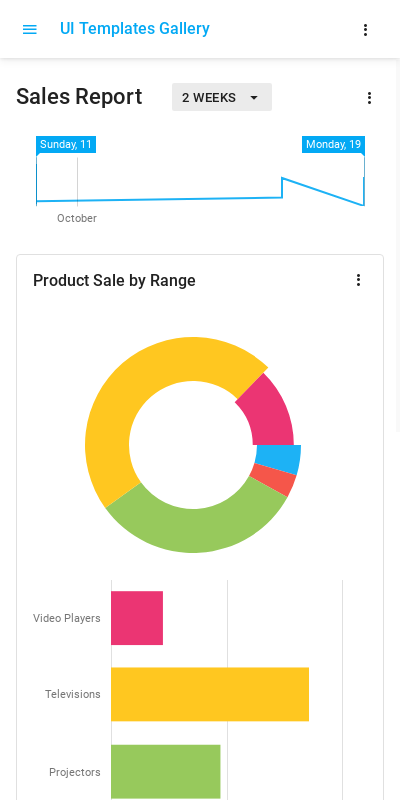 UI Templates Gallery
Sales Report
2 WEEKS
Sunday, 11
Monday, 19
October
Product Sale by Range
Video Players
Televisions
Projectors